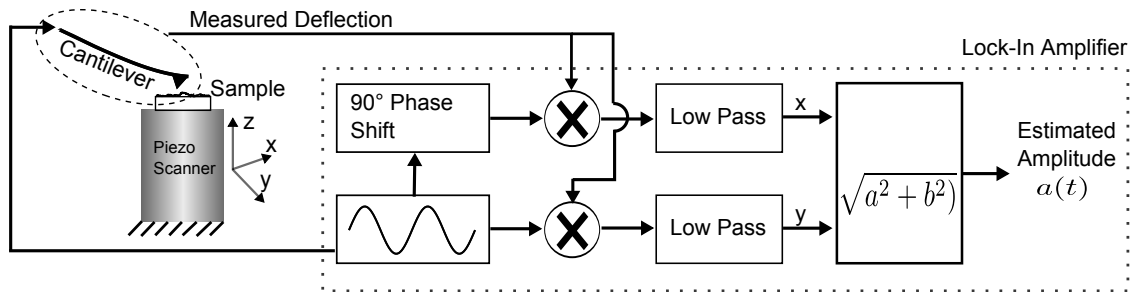 Measured Deflection
Lock-In Amplifier
Cantilever
Sample
90° Phase
Shift
Low Pass
x
Piezo
Scanner
z
x
y
Estimated
Amplitude
a(t)
√a² + b²)
Low Pass
y